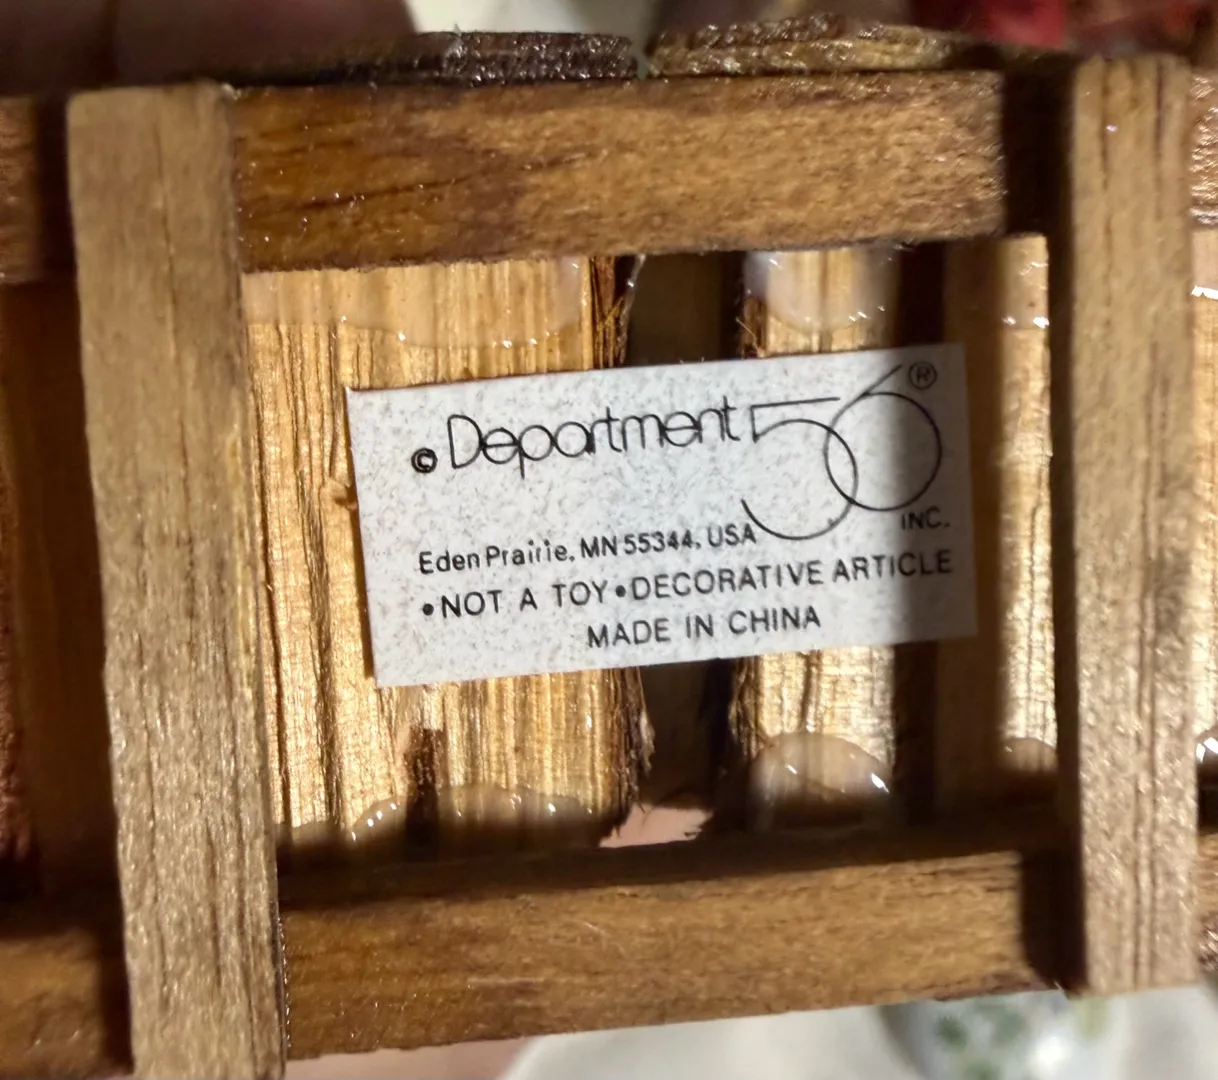 © Department 56 ®
INC.
Eden Prairie, MN 55344, USA
•NOT A TOY•DECORATIVE ARTICLE
MADE IN CHINA